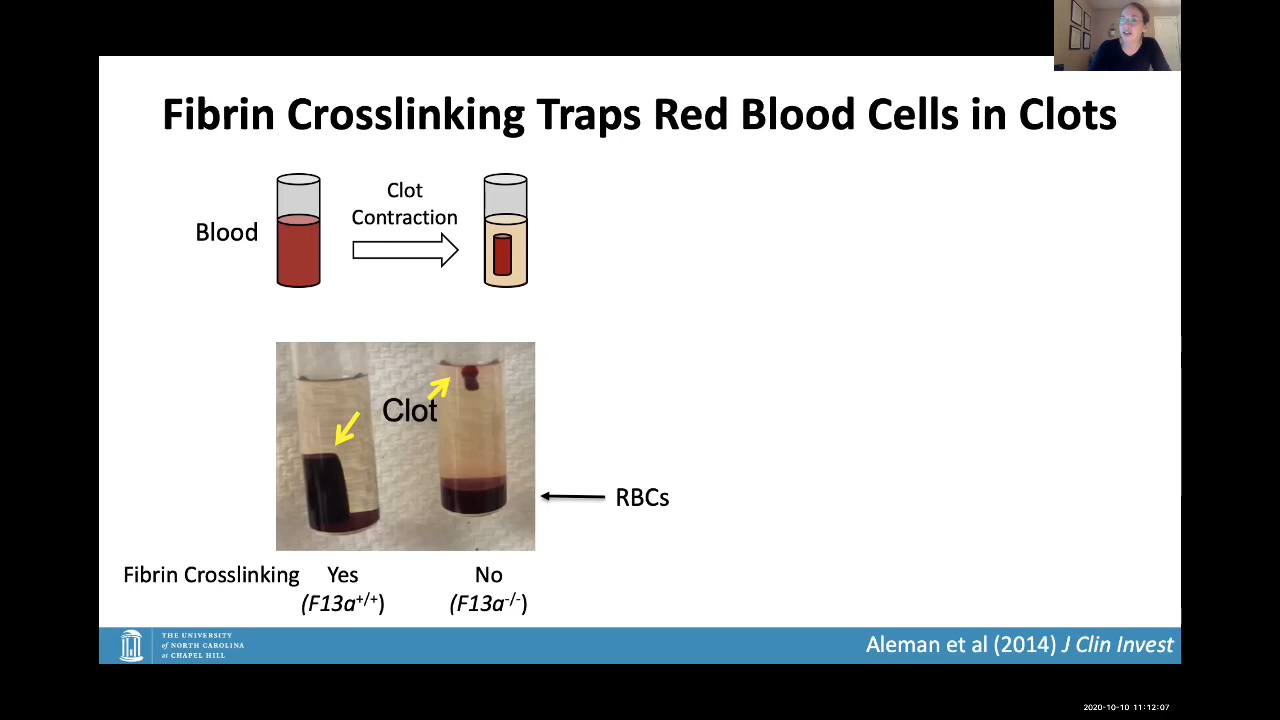 Fibrin Crosslinking Traps Red Blood Cells in Clots
Clot
Contraction
Blood
Clot
RBCs
Fibrin Crosslinking Yes No
(F13a+/+) (F13a-/-)
THE UNIVERSITY
of NORTH CAROLINA
at CHAPEL HILL
Aleman et al (2014) J Clin Invest
2020-10-10 11:12:07